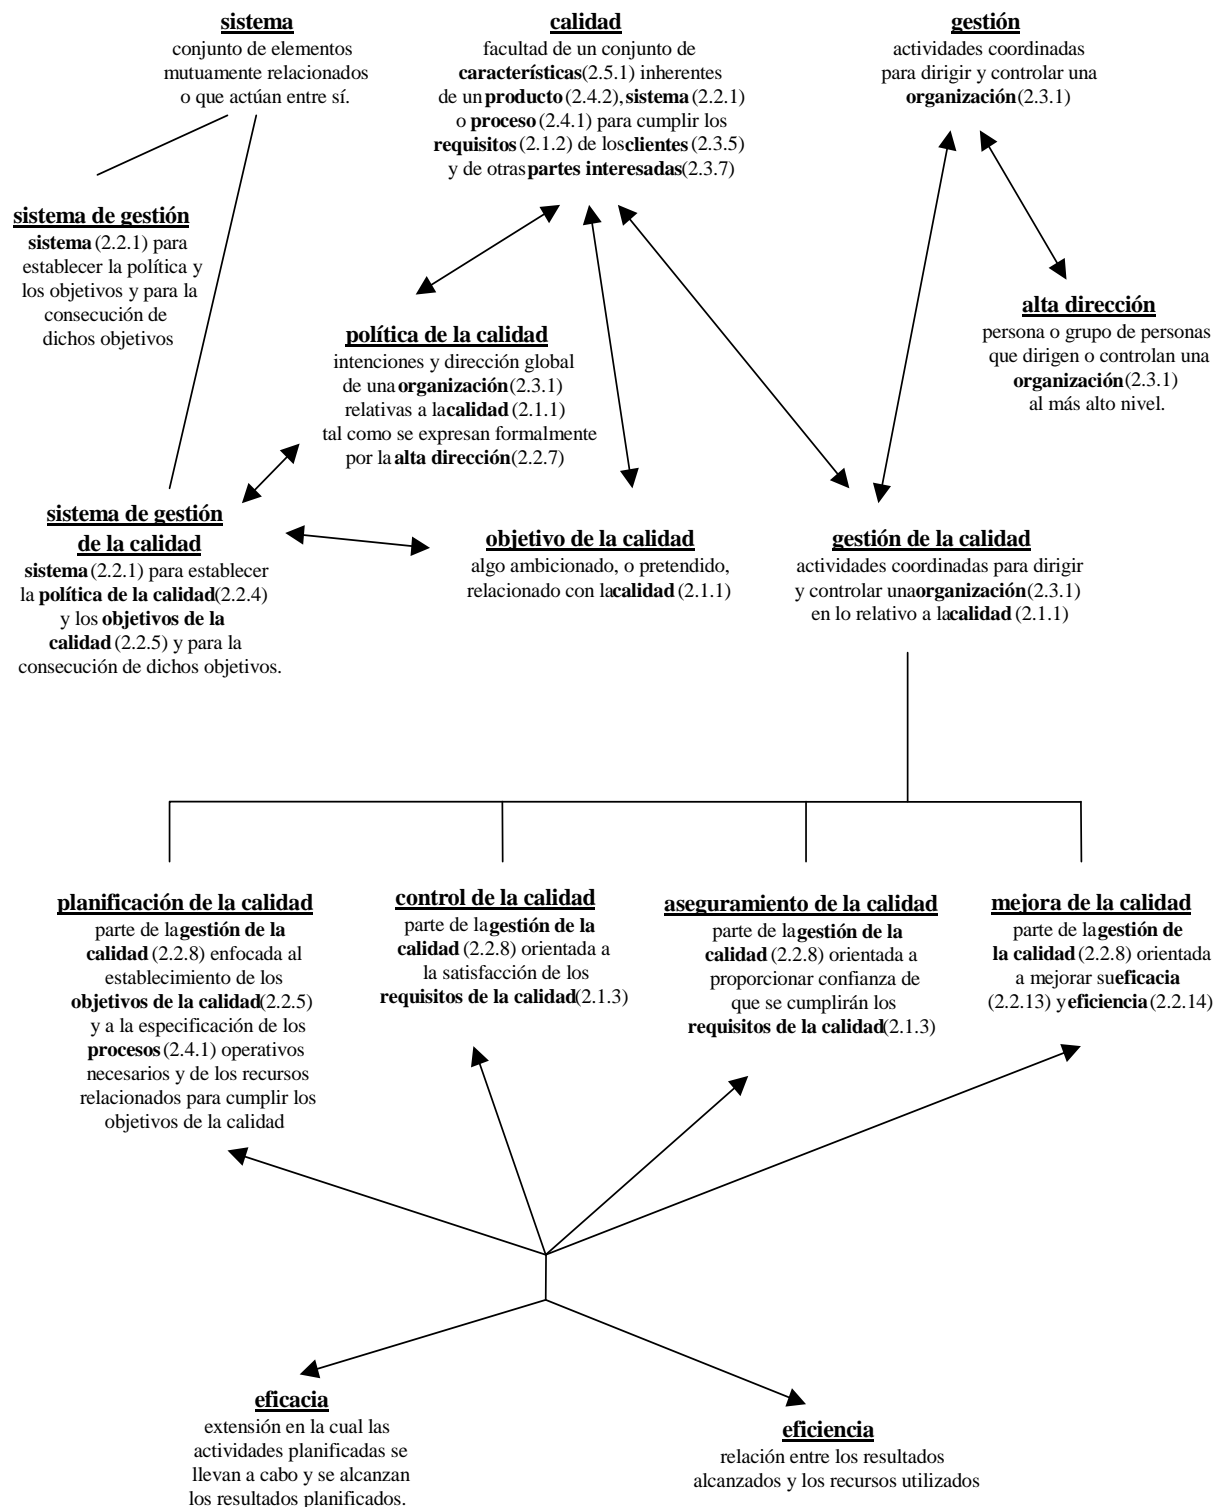 sistema
conjunto de elementos
mutuamente relacionados
o que actúan entre sí.
calidad
facultad de un conjunto de
características (2.5.1) inherentes
de un producto (2.4.2), sistema (2.2.1)
o proceso (2.4.1) para cumplir los
requisitos (2.1.2) de los clientes (2.3.5)
y de otras partes interesadas (2.3.7)
gestión
actividades coordinadas
para dirigir y controlar una
organización (2.3.1)
sistema de gestión
sistema (2.2.1) para
establecer la política y
los objetivos y para la
consecución de
dichos objetivos
política de la calidad
intenciones y dirección global
de una organización (2.3.1)
relativas a la calidad (2.1.1)
tal como se expresan formalmente
por la alta dirección (2.2.7)
alta dirección
persona o grupo de personas
que dirigen o controlan una
organización (2.3.1)
al más alto nivel.
sistema de gestión
de la calidad
sistema (2.2.1) para establecer
la política de la calidad (2.2.4)
y los objetivos de la
calidad (2.2.5) y para la
consecución de dichos objetivos.
objetivo de la calidad
algo ambicionado, o pretendido,
relacionado con la calidad (2.1.1)
gestión de la calidad
actividades coordinadas para dirigir
y controlar una organización (2.3.1)
en lo relativo a la calidad (2.1.1)
planificación de la calidad
parte de la gestión de la
calidad (2.2.8) enfocada al
establecimiento de los
objetivos de la calidad (2.2.5)
y a la especificación de los
procesos (2.4.1) operativos
necesarios y de los recursos
relacionados para cumplir los
objetivos de la calidad
control de la calidad
parte de la gestión de la
calidad (2.2.8) orientada a
la satisfacción de los
requisitos de la calidad (2.1.3)
aseguramiento de la calidad
parte de la gestión de la
calidad (2.2.8) orientada a
proporcionar confianza de
que se cumplirán los
requisitos de la calidad (2.1.3)
mejora de la calidad
parte de la gestión de
la calidad (2.2.8) orientada
a mejorar su eficacia
(2.2.13) y eficiencia (2.2.14)
eficacia
extensión en la cual las
actividades planificadas se
llevan a cabo y se alcanzan
los resultados planificados.
eficiencia
relación entre los resultados
alcanzados y los recursos utilizados